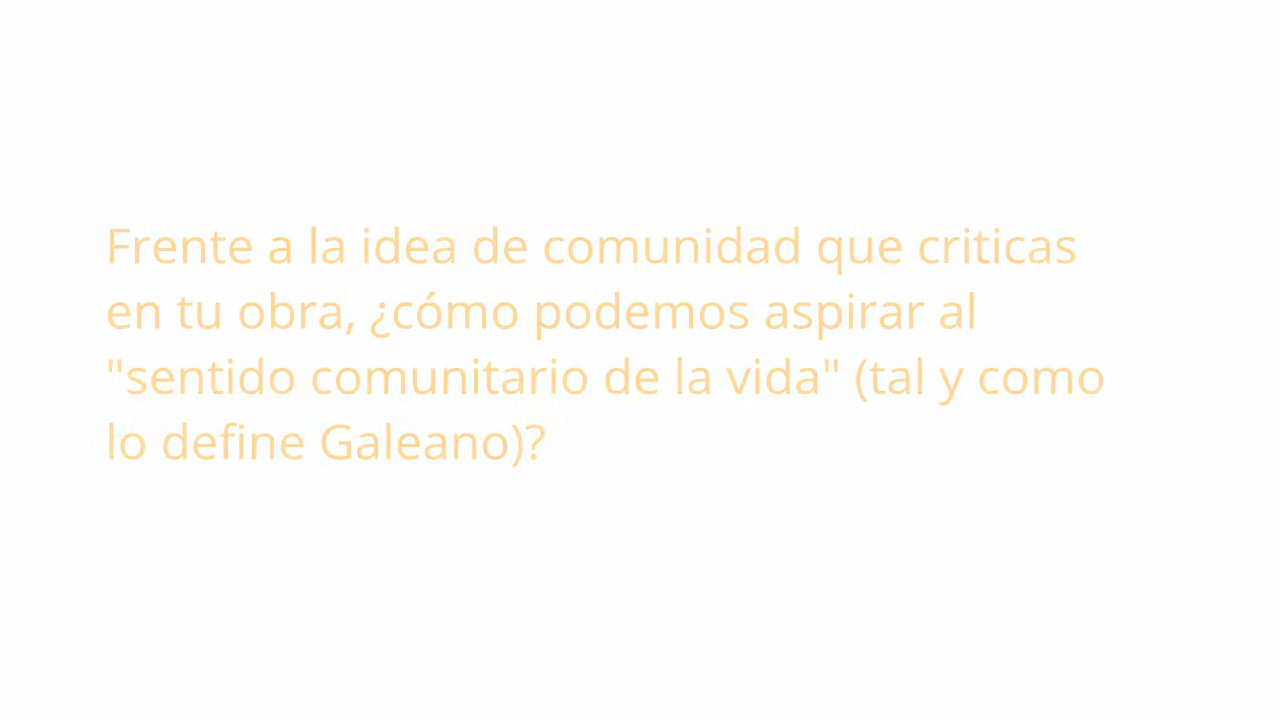 Frente a la idea de comunidad que criticas
en tu obra, ¿cómo podemos aspirar al
"sentido comunitario de la vida" (tal y como
lo define Galeano)?